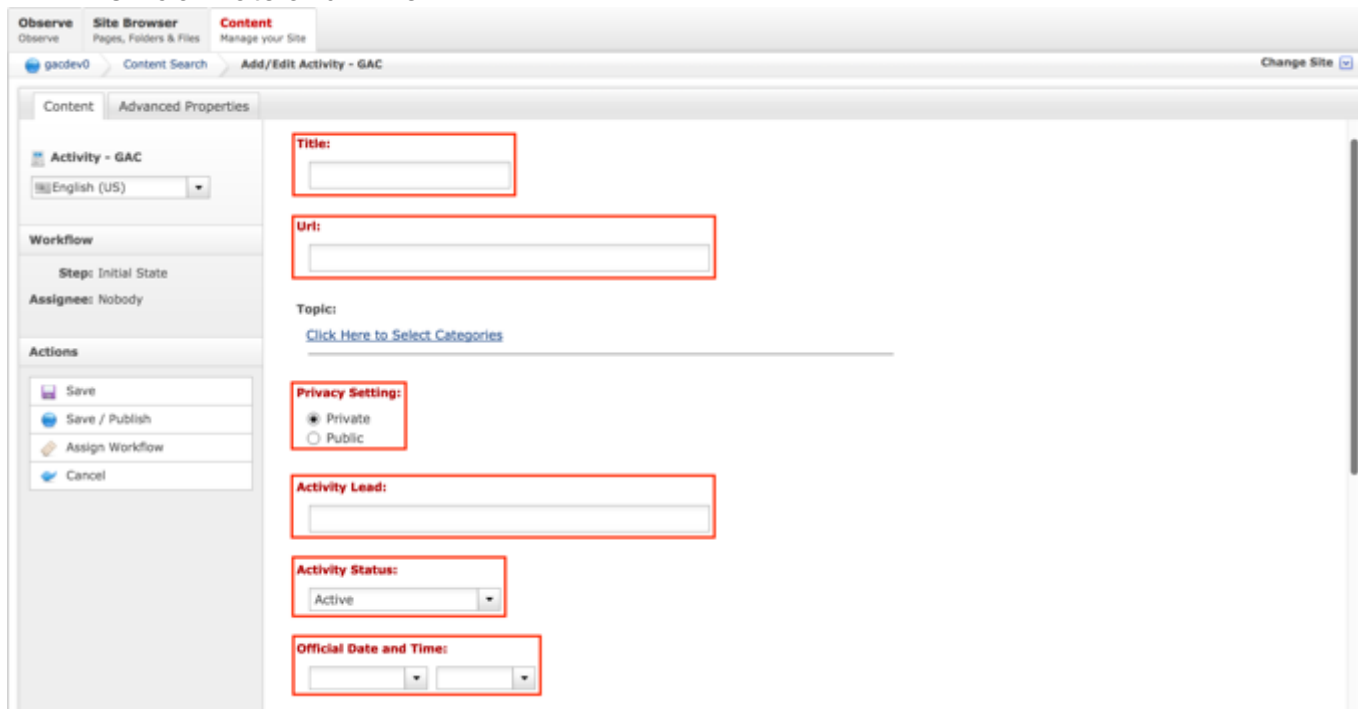 Observe Site Browser Content
Observe Pages, Folders & Files Manage your Site
gacdev0 Content Search Add/Edit Activity - GAC Change Site
Content Advanced Properties
Activity - GAC
English (US)
Workflow
Step: Initial State
Assignee: Nobody
Actions
Save
Save / Publish
Assign Workflow
Cancel
Title:
Url:
Topic:
Click Here to Select Categories
Privacy Setting:
Private
Public
Activity Lead:
Activity Status:
Active
Official Date and Time: